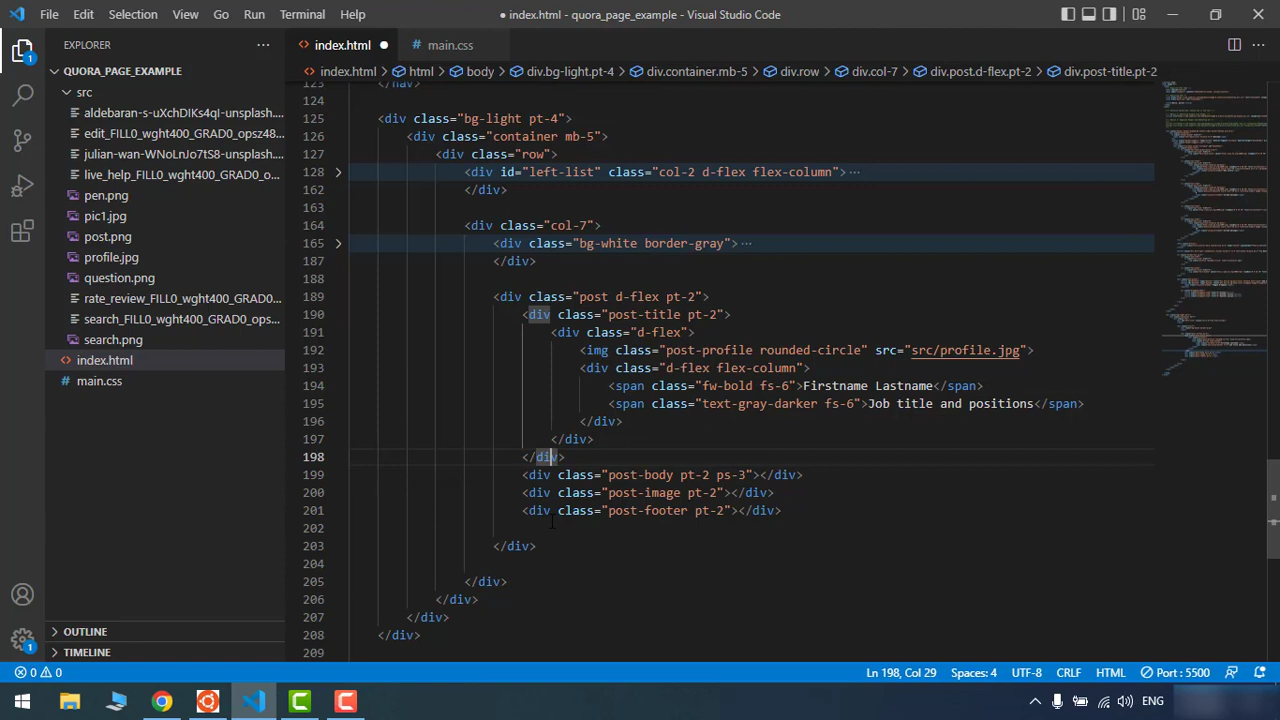 File Edit Selection View Go Run Terminal Help
● index.html - quora_page_example - Visual Studio Code
EXPLORER ···
index.html ●
main.css
QUORA_PAGE_EXAMPLE
src
aldebaran-s-uXchDIKs4qI-unsplash....
edit_FILL0_wght400_GRAD0_opsz48...
julian-wan-WNoLnJo7tS8-unsplash....
live_help_FILL0_wght400_GRAD0_o...
pen.png
pic1.jpg
post.png
profile.jpg
question.png
rate_review_FILL0_wght400_GRAD0...
search_FILL0_wght400_GRAD0_ops...
search.png
index.html
main.css
OUTLINE
TIMELINE
index.html > html > body > div.bg-light.pt-4 > div.container.mb-5 > div.row > div.col-7 > div.post.d-flex.pt-2 > div.post-title.pt-2
123 </nav>
124
125 <div class="bg-light pt-4">
126 <div class="container mb-5">
127 <div class="row">
128 <div id="left-list" class="col-2 d-flex flex-column">···
162 </div>
163
164 <div class="col-7">
165 <div class="bg-white border-gray">···
187 </div>
188
189 <div class="post d-flex pt-2">
190 <div class="post-title pt-2">
191 <div class="d-flex">
192 <img class="post-profile rounded-circle" src="src/profile.jpg">
193 <div class="d-flex flex-column">
194 <span class="fw-bold fs-6">Firstname Lastname</span>
195 <span class="text-gray-darker fs-6">Job title and positions</span>
196 </div>
197 </div>
198 </div>
199 <div class="post-body pt-2 ps-3"></div>
200 <div class="post-image pt-2"></div>
201 <div class="post-footer pt-2"></div>
202
203 </div>
204
205 </div>
206 </div>
207 </div>
208 </div>
209
0 0 Ln 198, Col 29 Spaces: 4 UTF-8 CRLF HTML Port : 5500
ENG